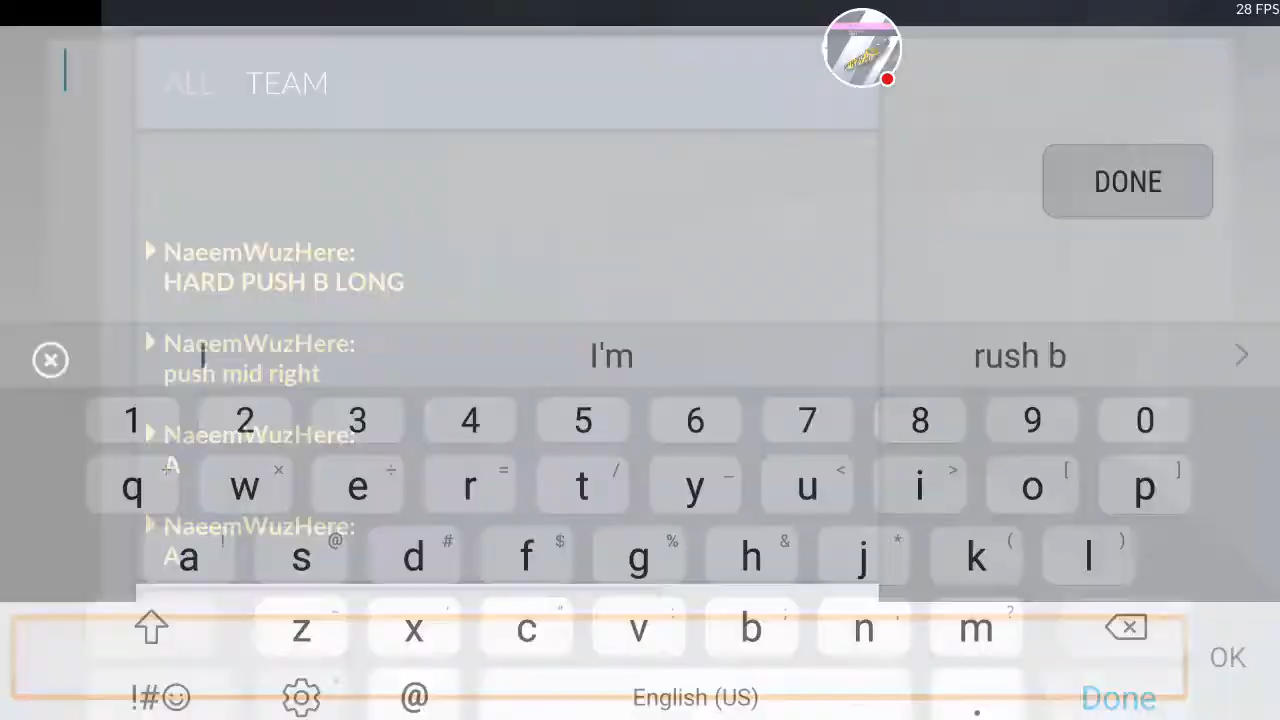 28 FPS
ALL TEAM
DONE
NaeemWuzHere:
HARD PUSH B LONG
NaeemWuzHere:
push mid right
I I'm rush b
1 2 3 4 5 6 7 8 9 0
NaeemWuzHere:
A
q w e r t y u i o p
+ × ÷ = / _ < > [ ]
NaeemWuzHere:
A
a s d f g h j k l
! @ # $ % & * ( )
z x c v b n m
- ' " : ; , ?
OK
!#☺ @ English (US) . Done